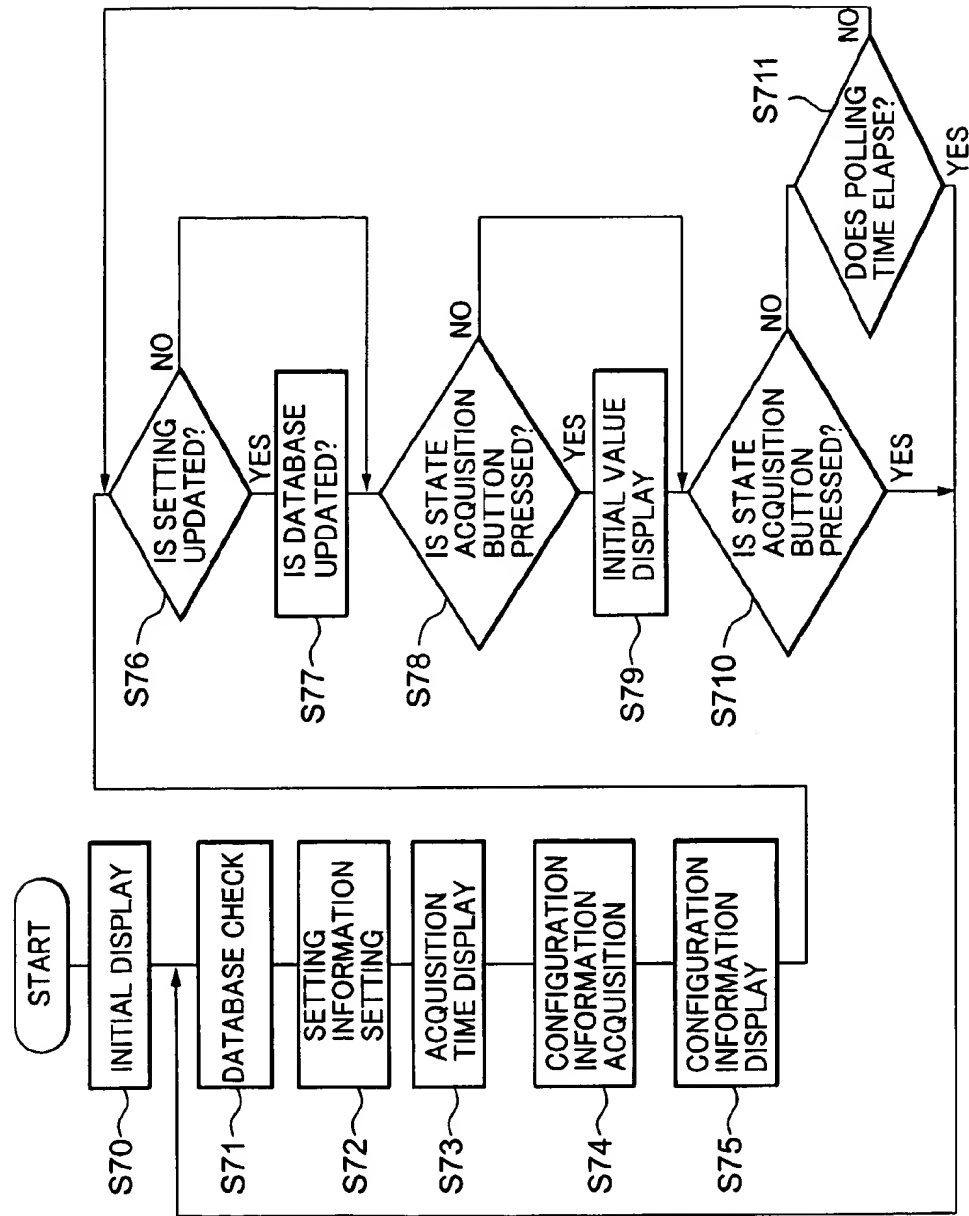 START
S70
INITIAL DISPLAY
S71
DATABASE CHECK
S72
SETTING
INFORMATION
SETTING
S73
ACQUISITION
TIME DISPLAY
S74
CONFIGURATION
INFORMATION
ACQUISITION
S75
CONFIGURATION
INFORMATION
DISPLAY
S76
IS SETTING
UPDATED?
NO
YES
S77
IS DATABASE
UPDATED?
S78
IS STATE
ACQUISITION
BUTTON
PRESSED?
NO
YES
S79
INITIAL VALUE
DISPLAY
S710
IS STATE
ACQUISITION
BUTTON
PRESSED?
NO
YES
S711
DOES POLLING
TIME ELAPSE?
NO
YES